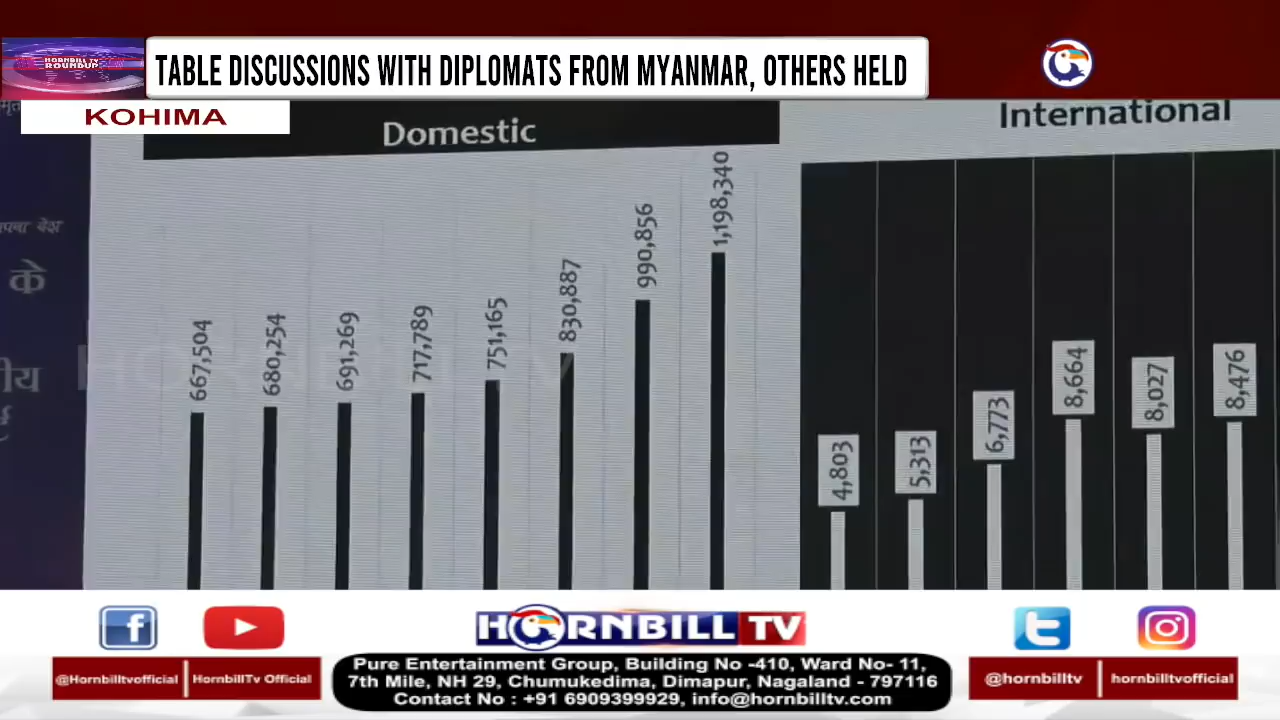 HORNBILL TV
ROUNDUP
TABLE DISCUSSIONS WITH DIPLOMATS FROM MYANMAR, OTHERS HELD
KOHIMA
Domestic
International
667,504
680,254
691,269
717,789
751,165
830,887
990,856
1,198,340
4,803
5,313
6,773
8,664
8,027
8,476
के
HORNBILL TV
HORNBILL TV
@Hornbilltvofficial
HornbillTv Official
Pure Entertainment Group, Building No -410, Ward No- 11,
7th Mile, NH 29, Chumukedima, Dimapur, Nagaland - 797116
Contact No : +91 6909399929, info@hornbilltv.com
@hornbilltv
hornbilltvofficial